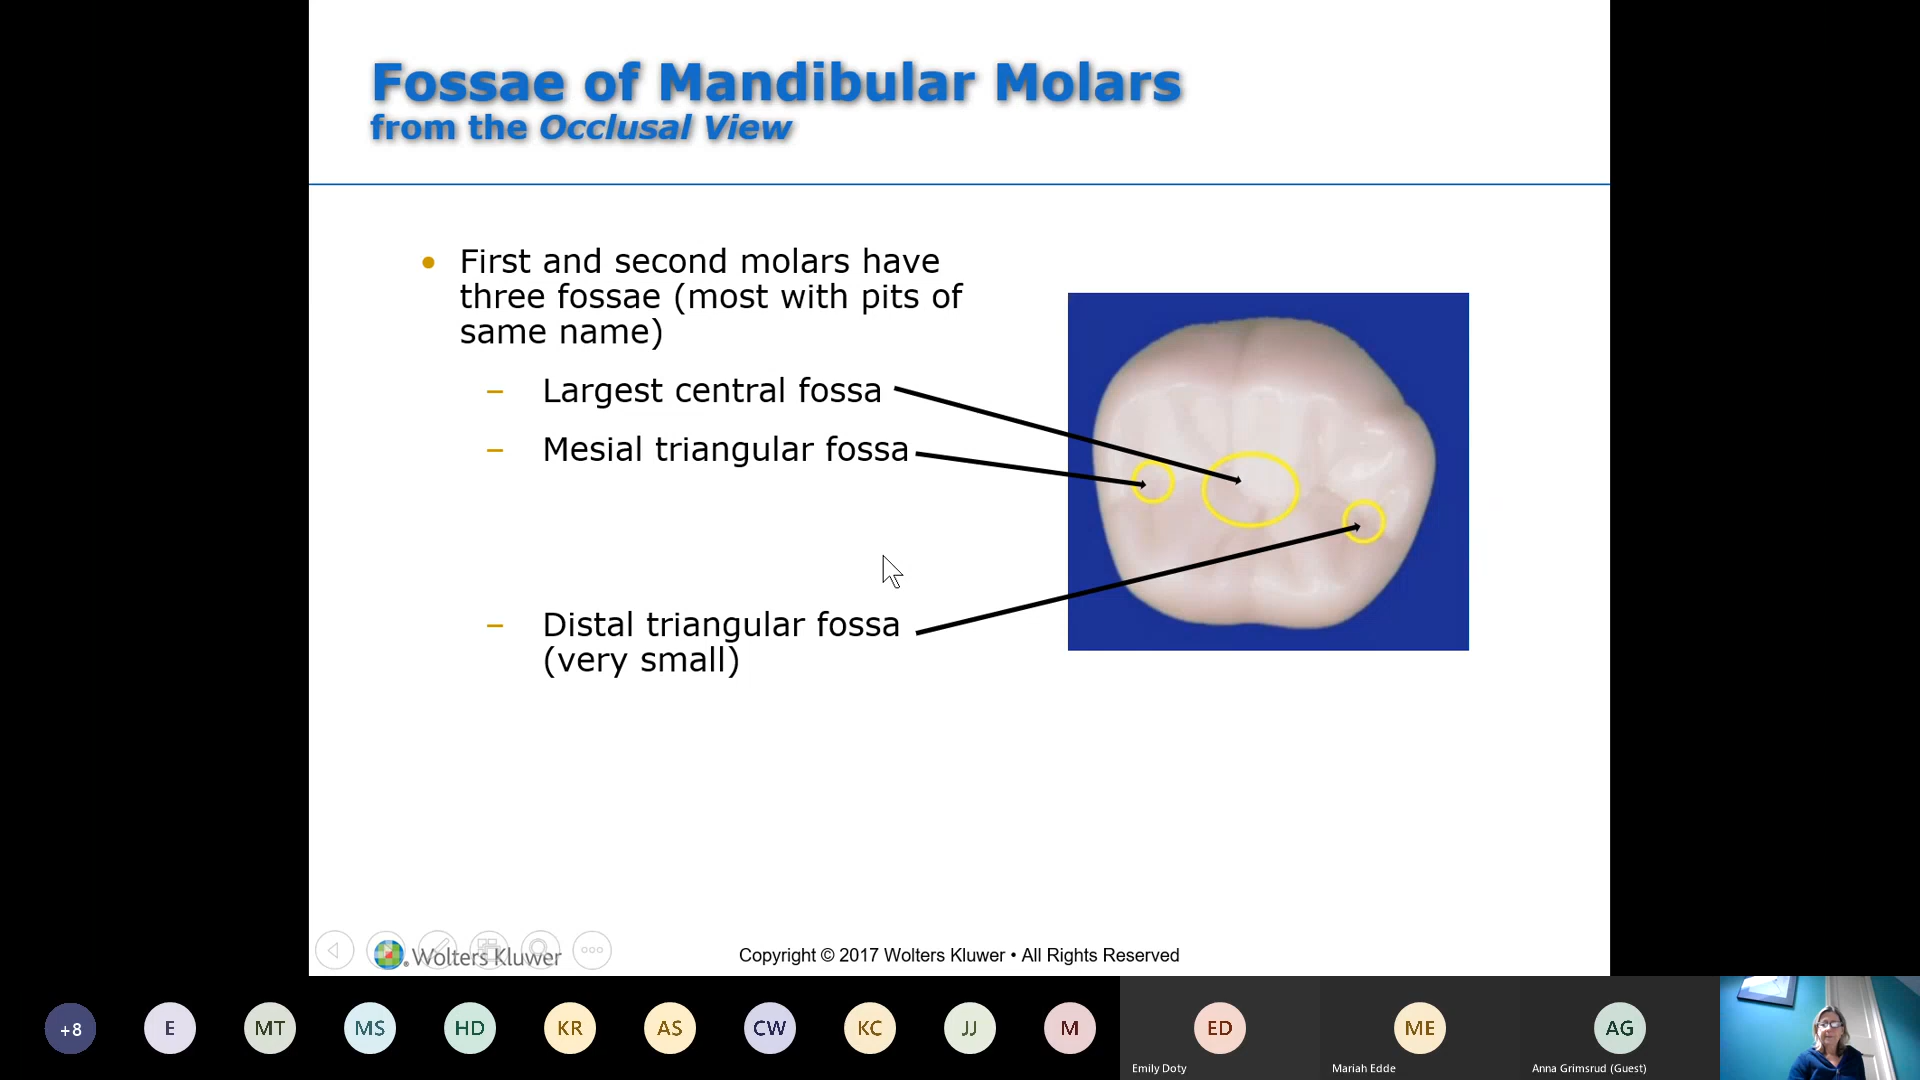 Fossae of Mandibular Molars
from the Occlusal View
• First and second molars have
three fossae (most with pits of
same name)
– Largest central fossa
– Mesial triangular fossa
– Distal triangular fossa
(very small)
Wolters Kluwer
Copyright © 2017 Wolters Kluwer • All Rights Reserved
+8
E
MT
MS
HD
KR
AS
CW
KC
JJ
M
ED
ME
AG
Emily Doty
Mariah Edde
Anna Grimsrud (Guest)